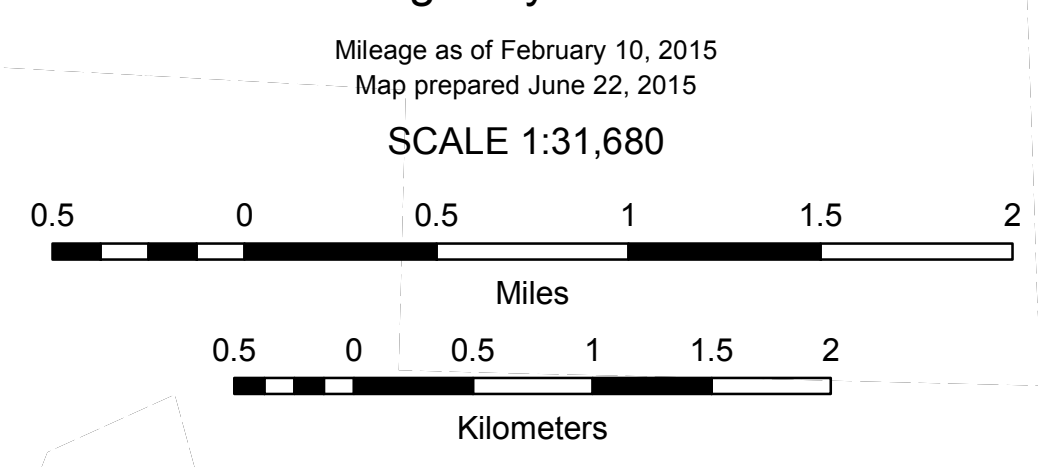 Mileage as of February 10, 2015
Map prepared June 22, 2015
SCALE 1:31,680
0.5 0 0.5 1 1.5 2
Miles
0.5 0 0.5 1 1.5 2
Kilometers